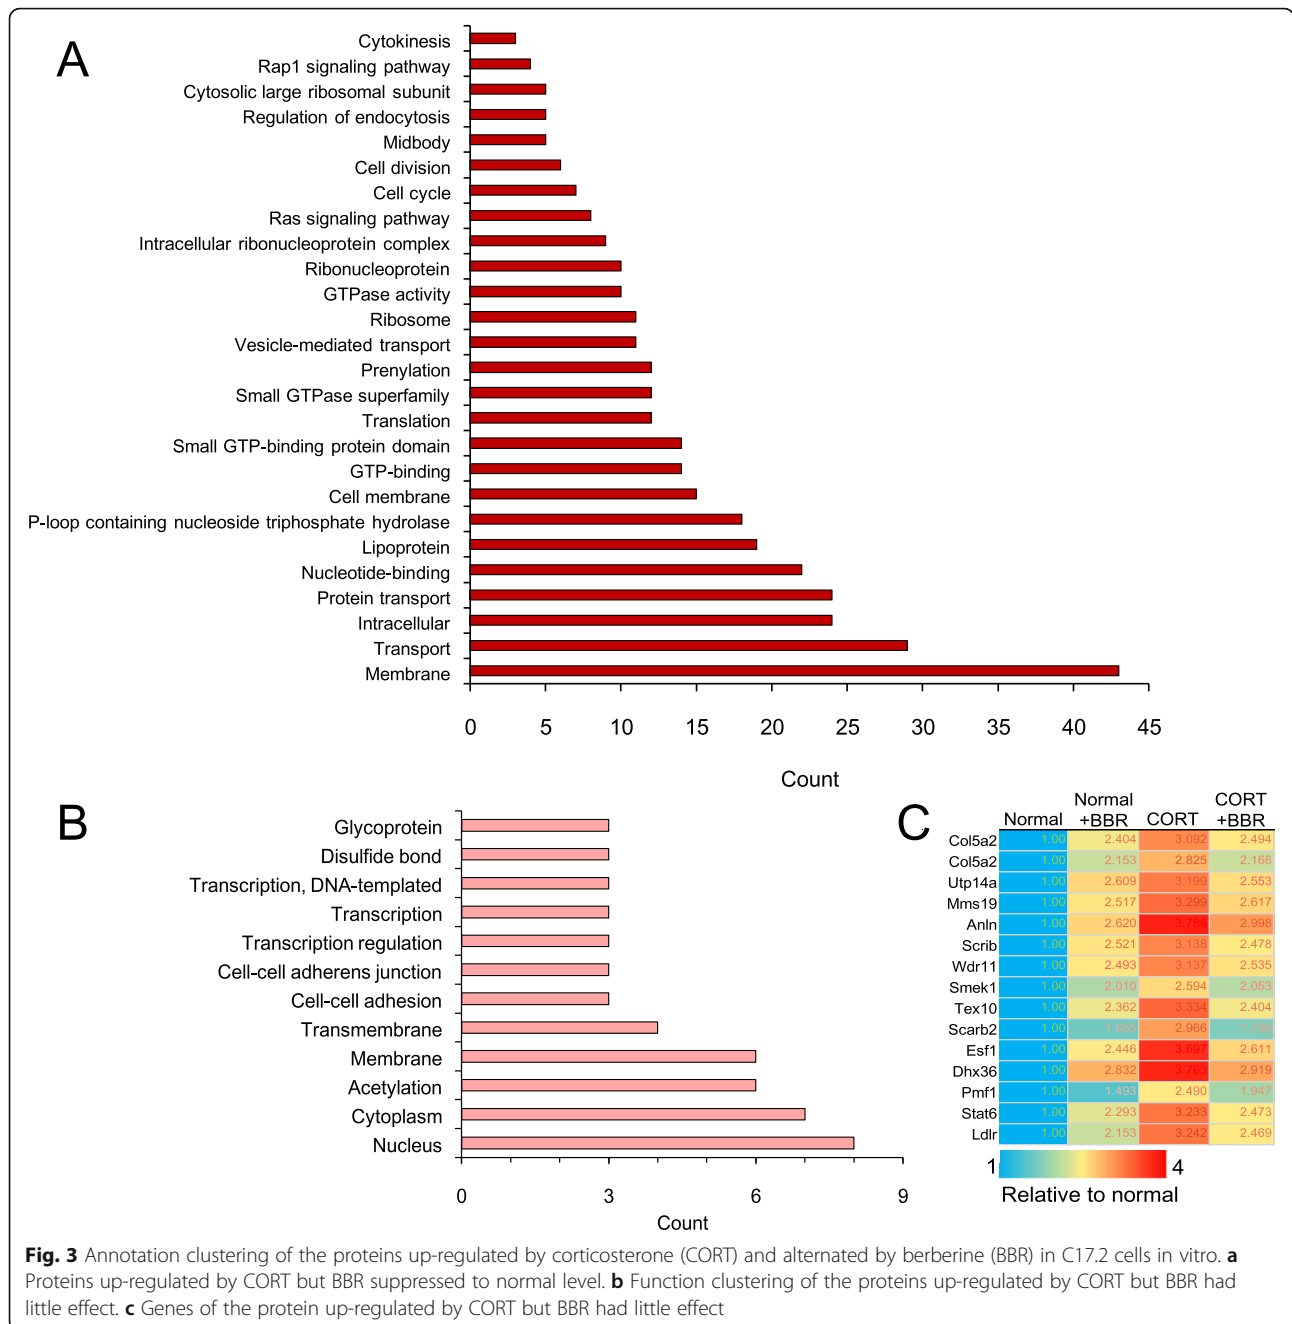 A
Cytokinesis
Rap1 signaling pathway
Cytosolic large ribosomal subunit
Regulation of endocytosis
Midbody
Cell division
Cell cycle
Ras signaling pathway
Intracellular ribonucleoprotein complex
Ribonucleoprotein
GTPase activity
Ribosome
Vesicle-mediated transport
Prenylation
Small GTPase superfamily
Translation
Small GTP-binding protein domain
GTP-binding
Cell membrane
P-loop containing nucleoside triphosphate hydrolase
Lipoprotein
Nucleotide-binding
Protein transport
Intracellular
Transport
Membrane
0 5 10 15 20 25 30 35 40 45
Count
B
Glycoprotein
Disulfide bond
Transcription, DNA-templated
Transcription
Transcription regulation
Cell-cell adherens junction
Cell-cell adhesion
Transmembrane
Membrane
Acetylation
Cytoplasm
Nucleus
0 3 6 9
Count
C
Normal Normal +BBR CORT CORT +BBR
Col5a2 1.00 2.404 3.092 2.494
Col5a2 1.00 2.153 2.825 2.166
Utp14a 1.00 2.609 3.199 2.553
Mms19 1.00 2.517 3.299 2.617
Anln 1.00 2.620 3.786 2.998
Scrib 1.00 2.521 3.138 2.478
Wdr11 1.00 2.493 3.137 2.535
Smek1 1.00 2.010 2.594 2.053
Tex10 1.00 2.362 3.334 2.404
Scarb2 1.00 2.966
Esf1 1.00 2.446 3.697 2.611
Dhx36 1.00 2.832 3.763 2.919
Pmf1 1.00 1.493 2.490 1.947
Stat6 1.00 2.293 3.233 2.473
Ldlr 1.00 2.153 3.242 2.469
1 4
Relative to normal
Fig. 3 Annotation clustering of the proteins up-regulated by corticosterone (CORT) and alternated by berberine (BBR) in C17.2 cells in vitro. a
Proteins up-regulated by CORT but BBR suppressed to normal level. b Function clustering of the proteins up-regulated by CORT but BBR had
little effect. c Genes of the protein up-regulated by CORT but BBR had little effect